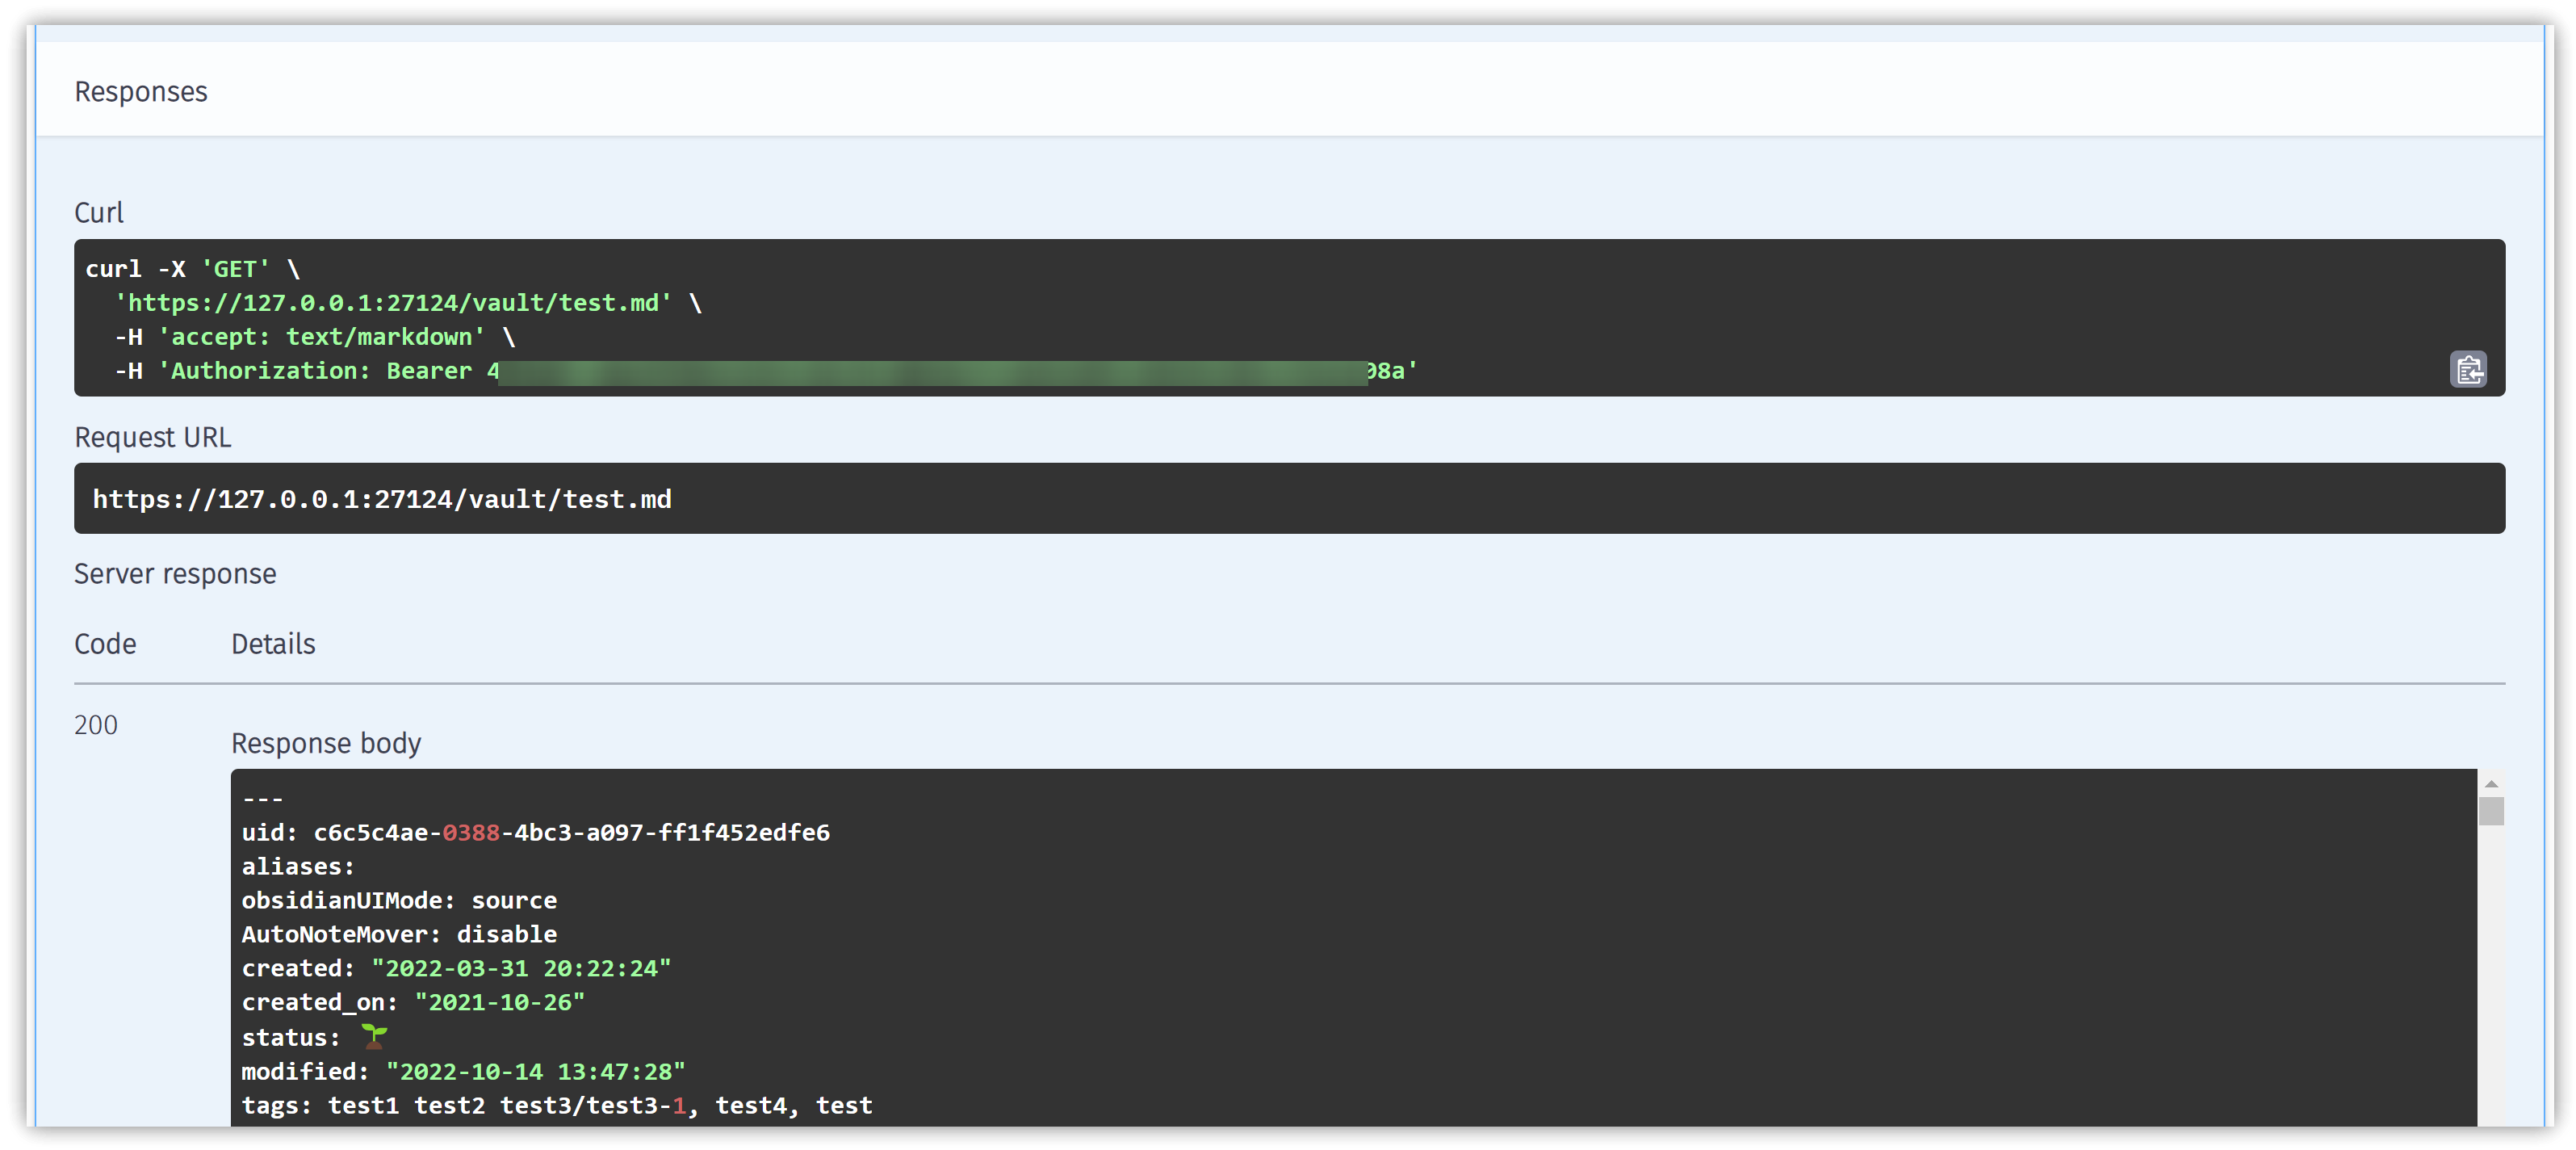 Responses
Curl
curl -X 'GET' \
  'https://127.0.0.1:27124/vault/test.md' \
  -H 'accept: text/markdown' \
  -H 'Authorization: Bearer 4 08a'
Request URL
https://127.0.0.1:27124/vault/test.md
Server response
Code Details
200
Response body
---
uid: c6c5c4ae-0388-4bc3-a097-ff1f452edfe6
aliases:
obsidianUIMode: source
AutoNoteMover: disable
created: "2022-03-31 20:22:24"
created_on: "2021-10-26"
status: 🌱
modified: "2022-10-14 13:47:28"
tags: test1 test2 test3/test3-1, test4, test